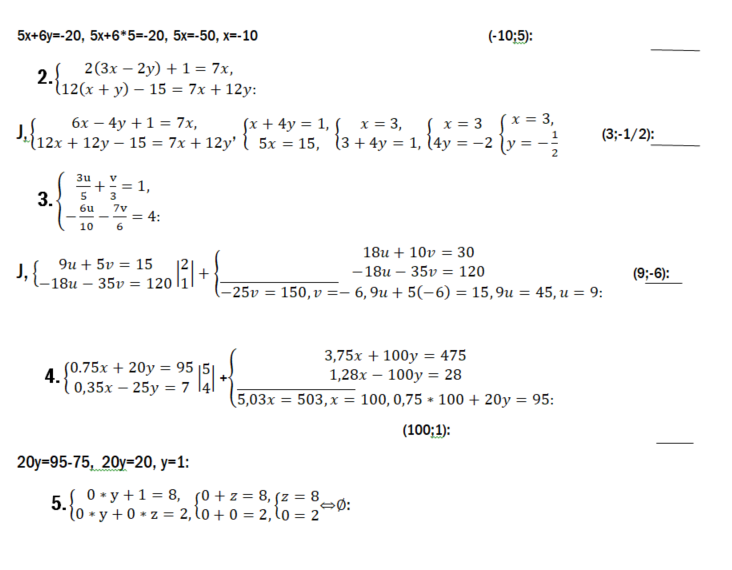 5x+6y=-20, 5x+6*5=-20, 5x=-50, x=-10 (-10;5):
2. { 2(3x − 2y) + 1 = 7x,
12(x + y) − 15 = 7x + 12y:
J, { 6x − 4y + 1 = 7x, { x + 4y = 1, { x = 3, { x = 3 { x = 3,
12x + 12y − 15 = 7x + 12y' 5x = 15, 3 + 4y = 1, 4y = −2 y = −1/2 (3;-1/2):
3. { 3u/5 + v/3 = 1,
−6u/10 − 7v/6 = 4:
J, { 9u + 5v = 15 |2| + { 18u + 10v = 30
−18u − 35v = 120 |1| −18u − 35v = 120 (9;-6):
−25v = 150, v =− 6, 9u + 5(−6) = 15, 9u = 45, u = 9:
4. { 0.75x + 20y = 95 |5| + { 3,75x + 100y = 475
0,35x − 25y = 7 |4| 1,28x − 100y = 28
5,03x = 503, x = 100, 0,75 * 100 + 20y = 95:
(100;1):
20y=95-75, 20y=20, y=1:
5. { 0 * y + 1 = 8, { 0 + z = 8, { z = 8
0 * y + 0 * z = 2, 0 + 0 = 2, 0 = 2 ⇔∅: